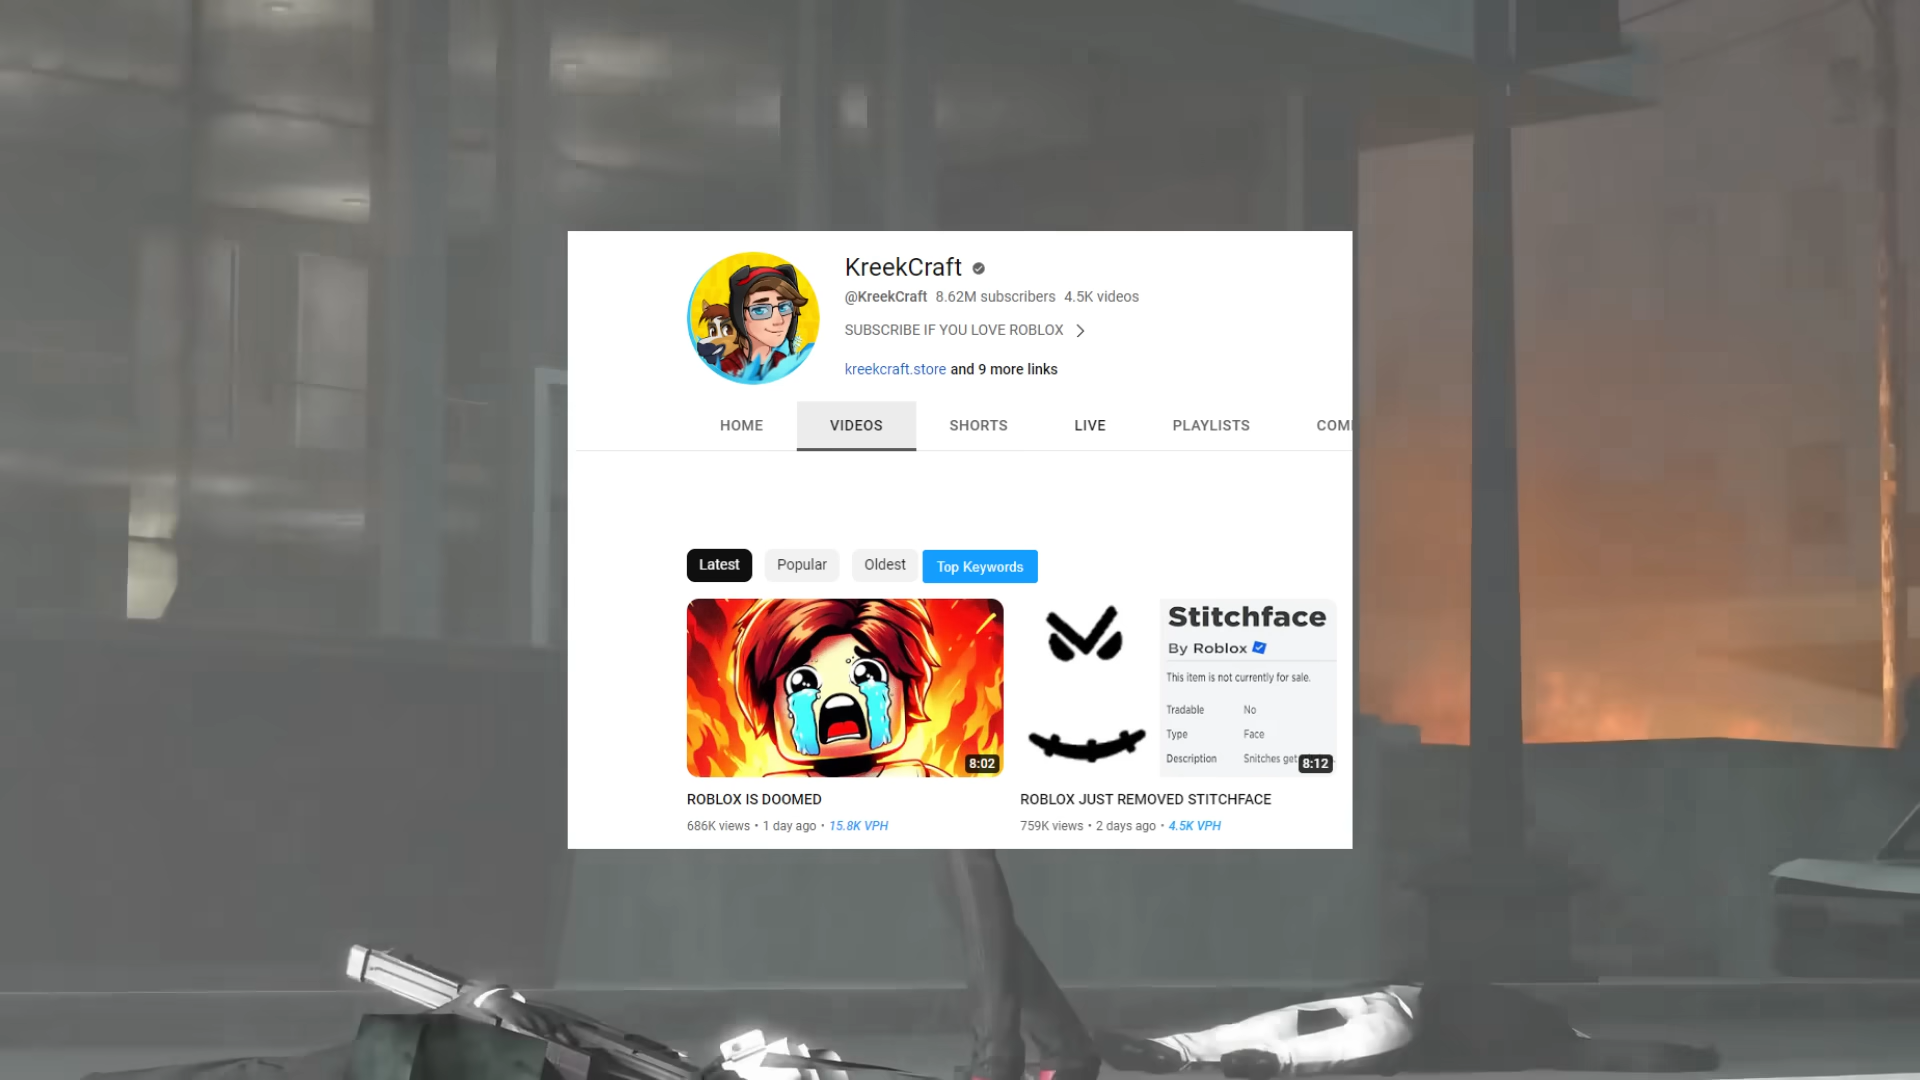 KreekCraft
@KreekCraft 8.62M subscribers 4.5K videos
SUBSCRIBE IF YOU LOVE ROBLOX
kreekcraft.store and 9 more links
HOME VIDEOS SHORTS LIVE PLAYLISTS COM
Latest Popular Oldest Top Keywords
Stitchface
By Roblox
This item is not currently for sale.
Tradable No
Type Face
Description Snitches get
8:02
8:12
ROBLOX IS DOOMED
686K views • 1 day ago • 15.8K VPH
ROBLOX JUST REMOVED STITCHFACE
759K views • 2 days ago • 4.5K VPH